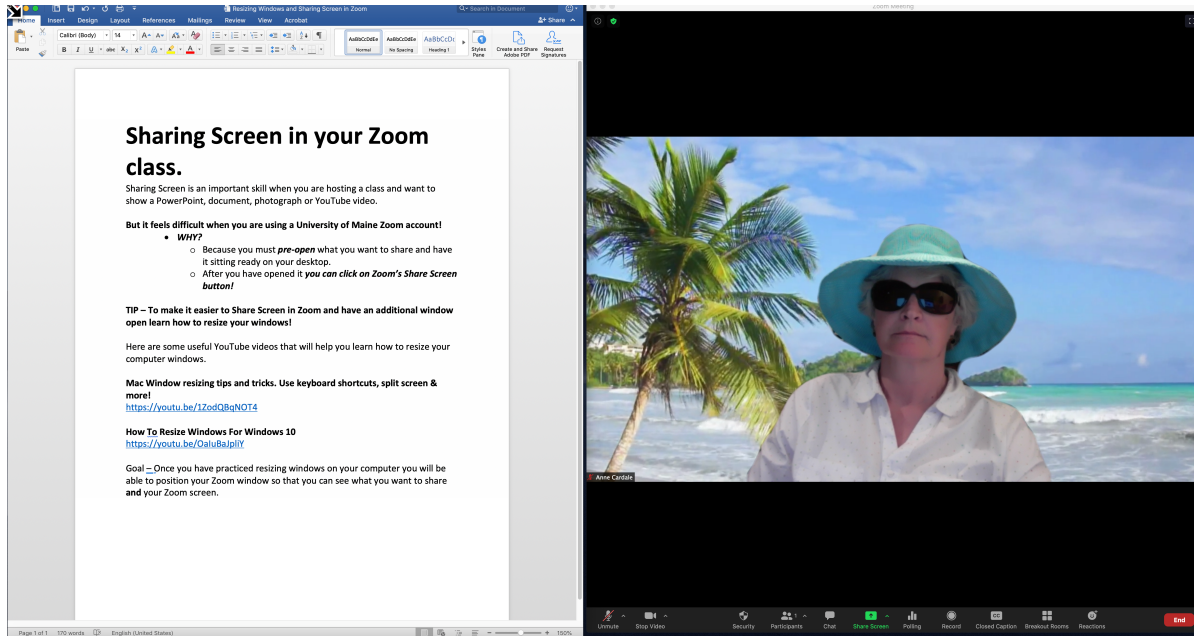 Resizing Windows and Sharing Screen in Zoom
Search in Document
Home Insert Design Layout References Mailings Review View Acrobat
Share
Paste
Calibri (Body) 14
AaBbCcDdEe AaBbCcDdEe AaBbCcDc
Normal No Spacing Heading 1
Styles Pane
Create and Share Adobe PDF
Request Signatures
Sharing Screen in your Zoom
class.
Sharing Screen is an important skill when you are hosting a class and want to
show a PowerPoint, document, photograph or YouTube video.
But it feels difficult when you are using a University of Maine Zoom account!
• WHY?
o Because you must pre-open what you want to share and have
it sitting ready on your desktop.
o After you have opened it you can click on Zoom's Share Screen
button!
TIP – To make it easier to Share Screen in Zoom and have an additional window
open learn how to resize your windows!
Here are some useful YouTube videos that will help you learn how to resize your
computer windows.
Mac Window resizing tips and tricks. Use keyboard shortcuts, split screen &
more!
https://youtu.be/1ZodQBqNOT4
How To Resize Windows For Windows 10
https://youtu.be/OaIuBaJpliY
Goal – Once you have practiced resizing windows on your computer you will be
able to position your Zoom window so that you can see what you want to share
and your Zoom screen.
Page 1 of 1 170 words English (United States) 150%
Zoom Meeting
Anne Cardale
Unmute Stop Video Security Participants 1 Chat Share Screen Polling Record Closed Caption Breakout Rooms Reactions End